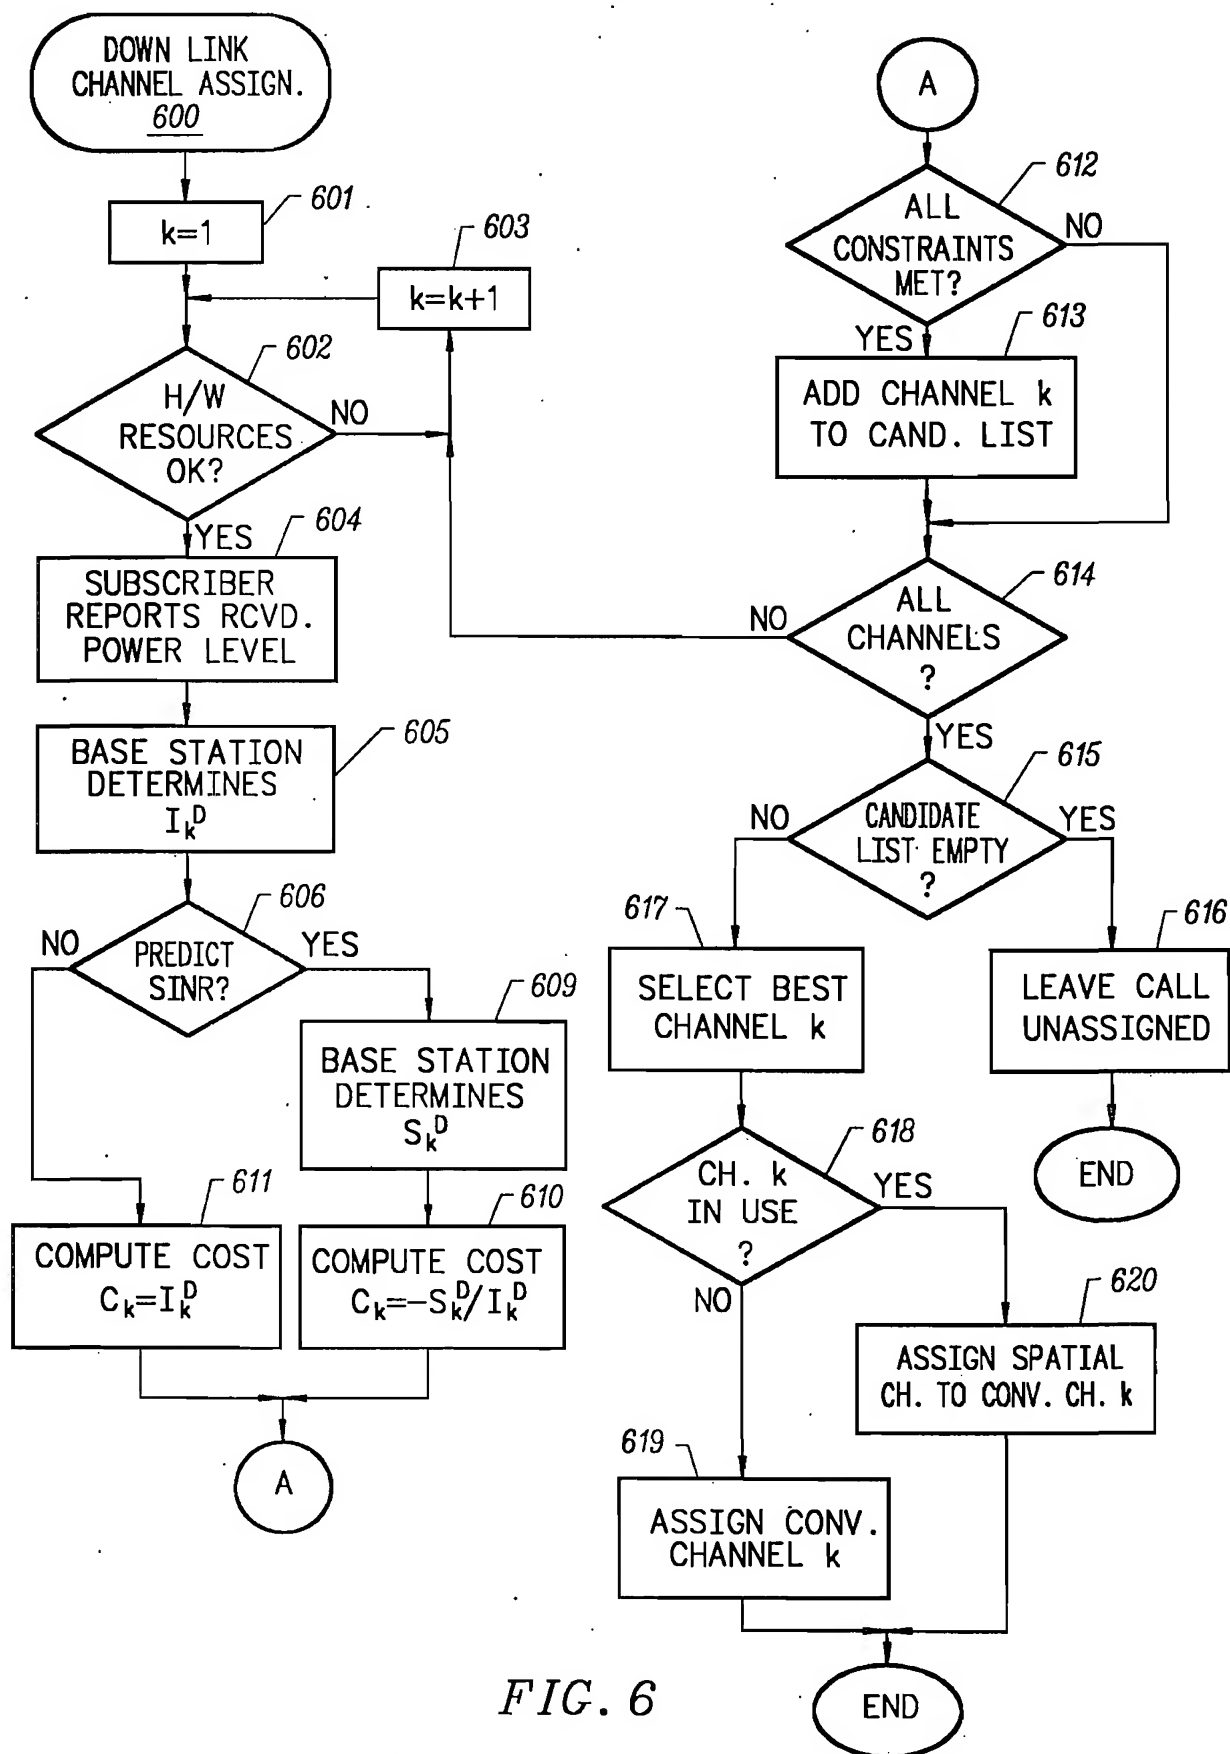 DOWN LINK
CHANNEL ASSIGN.
600
601
k=1
603
k=k+1
602
H/W
RESOURCES
OK?
NO
YES
604
SUBSCRIBER
REPORTS RCVD.
POWER LEVEL
605
BASE STATION
DETERMINES
I_k^D
606
NO
PREDICT
SINR?
YES
609
BASE STATION
DETERMINES
S_k^D
611
COMPUTE COST
C_k=I_k^D
610
COMPUTE COST
C_k=-S_k^D/I_k^D
A
A
612
ALL
CONSTRAINTS
MET?
NO
YES
613
ADD CHANNEL k
TO CAND. LIST
614
NO
ALL
CHANNELS
?
YES
615
NO
CANDIDATE
LIST EMPTY
?
YES
617
SELECT BEST
CHANNEL k
616
LEAVE CALL
UNASSIGNED
END
618
CH. k
IN USE
?
YES
NO
620
ASSIGN SPATIAL
CH. TO CONV. CH. k
619
ASSIGN CONV.
CHANNEL k
END
FIG. 6